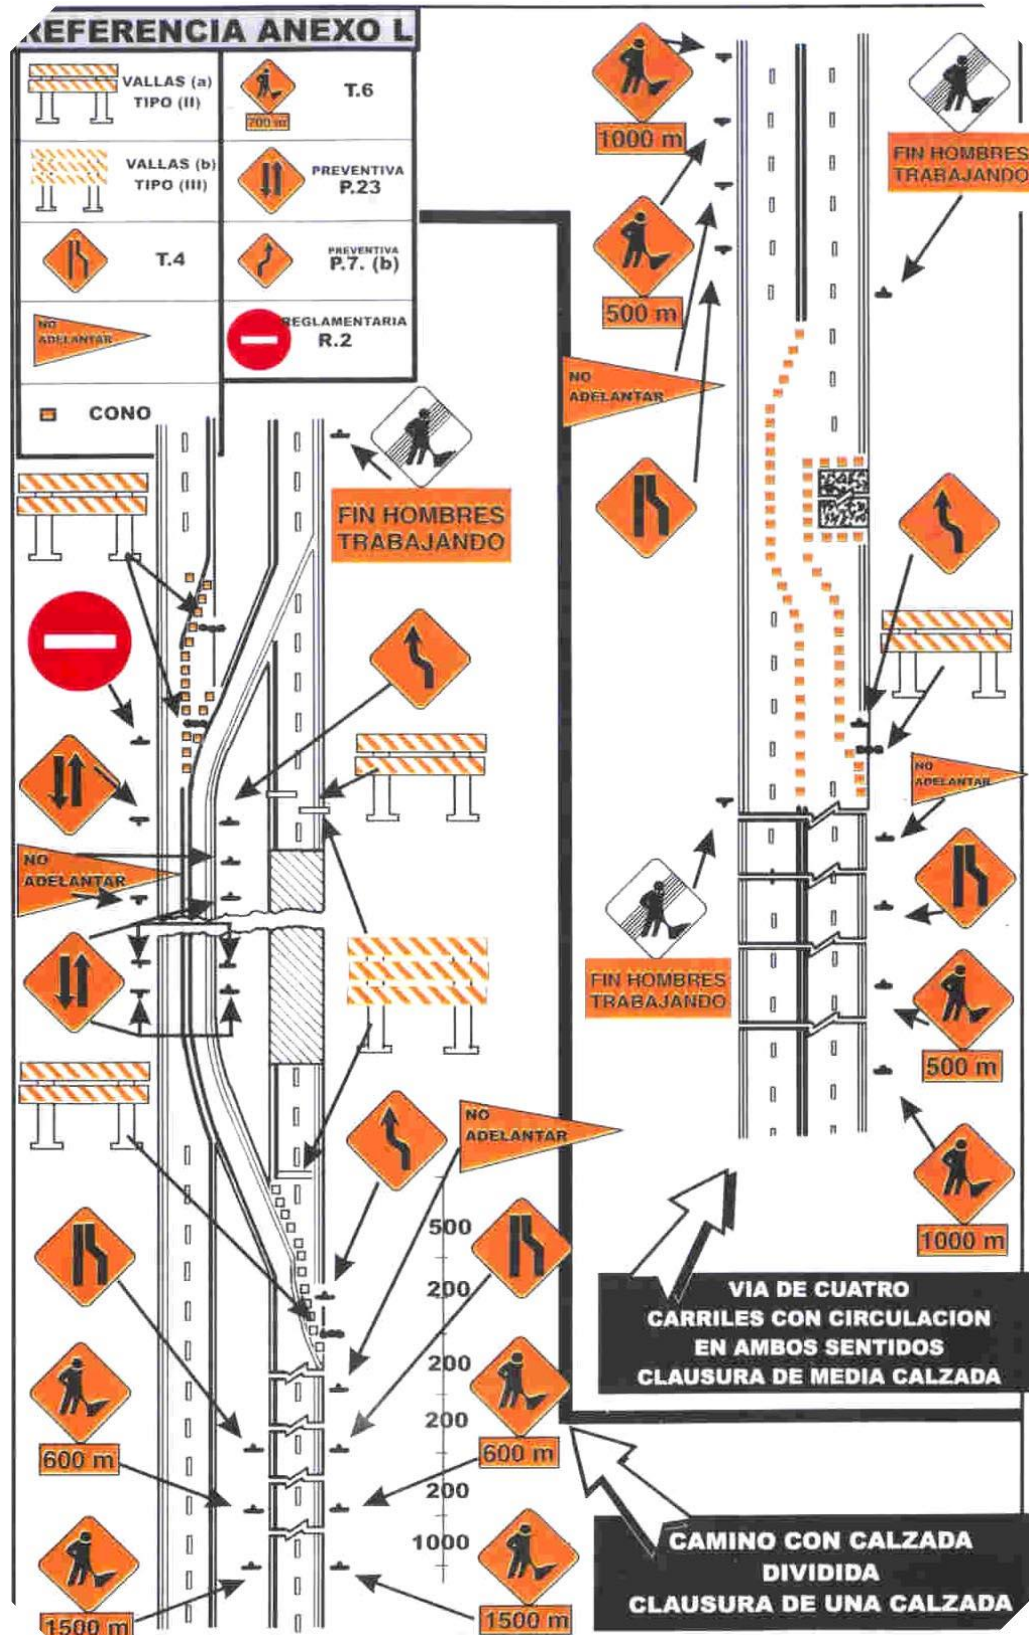 REFERENCIA ANEXO L
VALLAS (a)
TIPO (II)
T.6
700 m
VALLAS (b)
TIPO (III)
PREVENTIVA
P.23
T.4
PREVENTIVA
P.7. (b)
NO
ADELANTAR
REGLAMENTARIA
R.2
CONO
FIN HOMBRES
TRABAJANDO
NO
ADELANTAR
NO
ADELANTAR
500
200
200
200
200
1000
600 m
600 m
1500 m
1500 m
1000 m
FIN HOMBRES
TRABAJANDO
500 m
NO
ADELANTAR
NO
ADELANTAR
FIN HOMBRES
TRABAJANDO
500 m
1000 m
VIA DE CUATRO
CARRILES CON CIRCULACION
EN AMBOS SENTIDOS
CLAUSURA DE MEDIA CALZADA
CAMINO CON CALZADA
DIVIDIDA
CLAUSURA DE UNA CALZADA